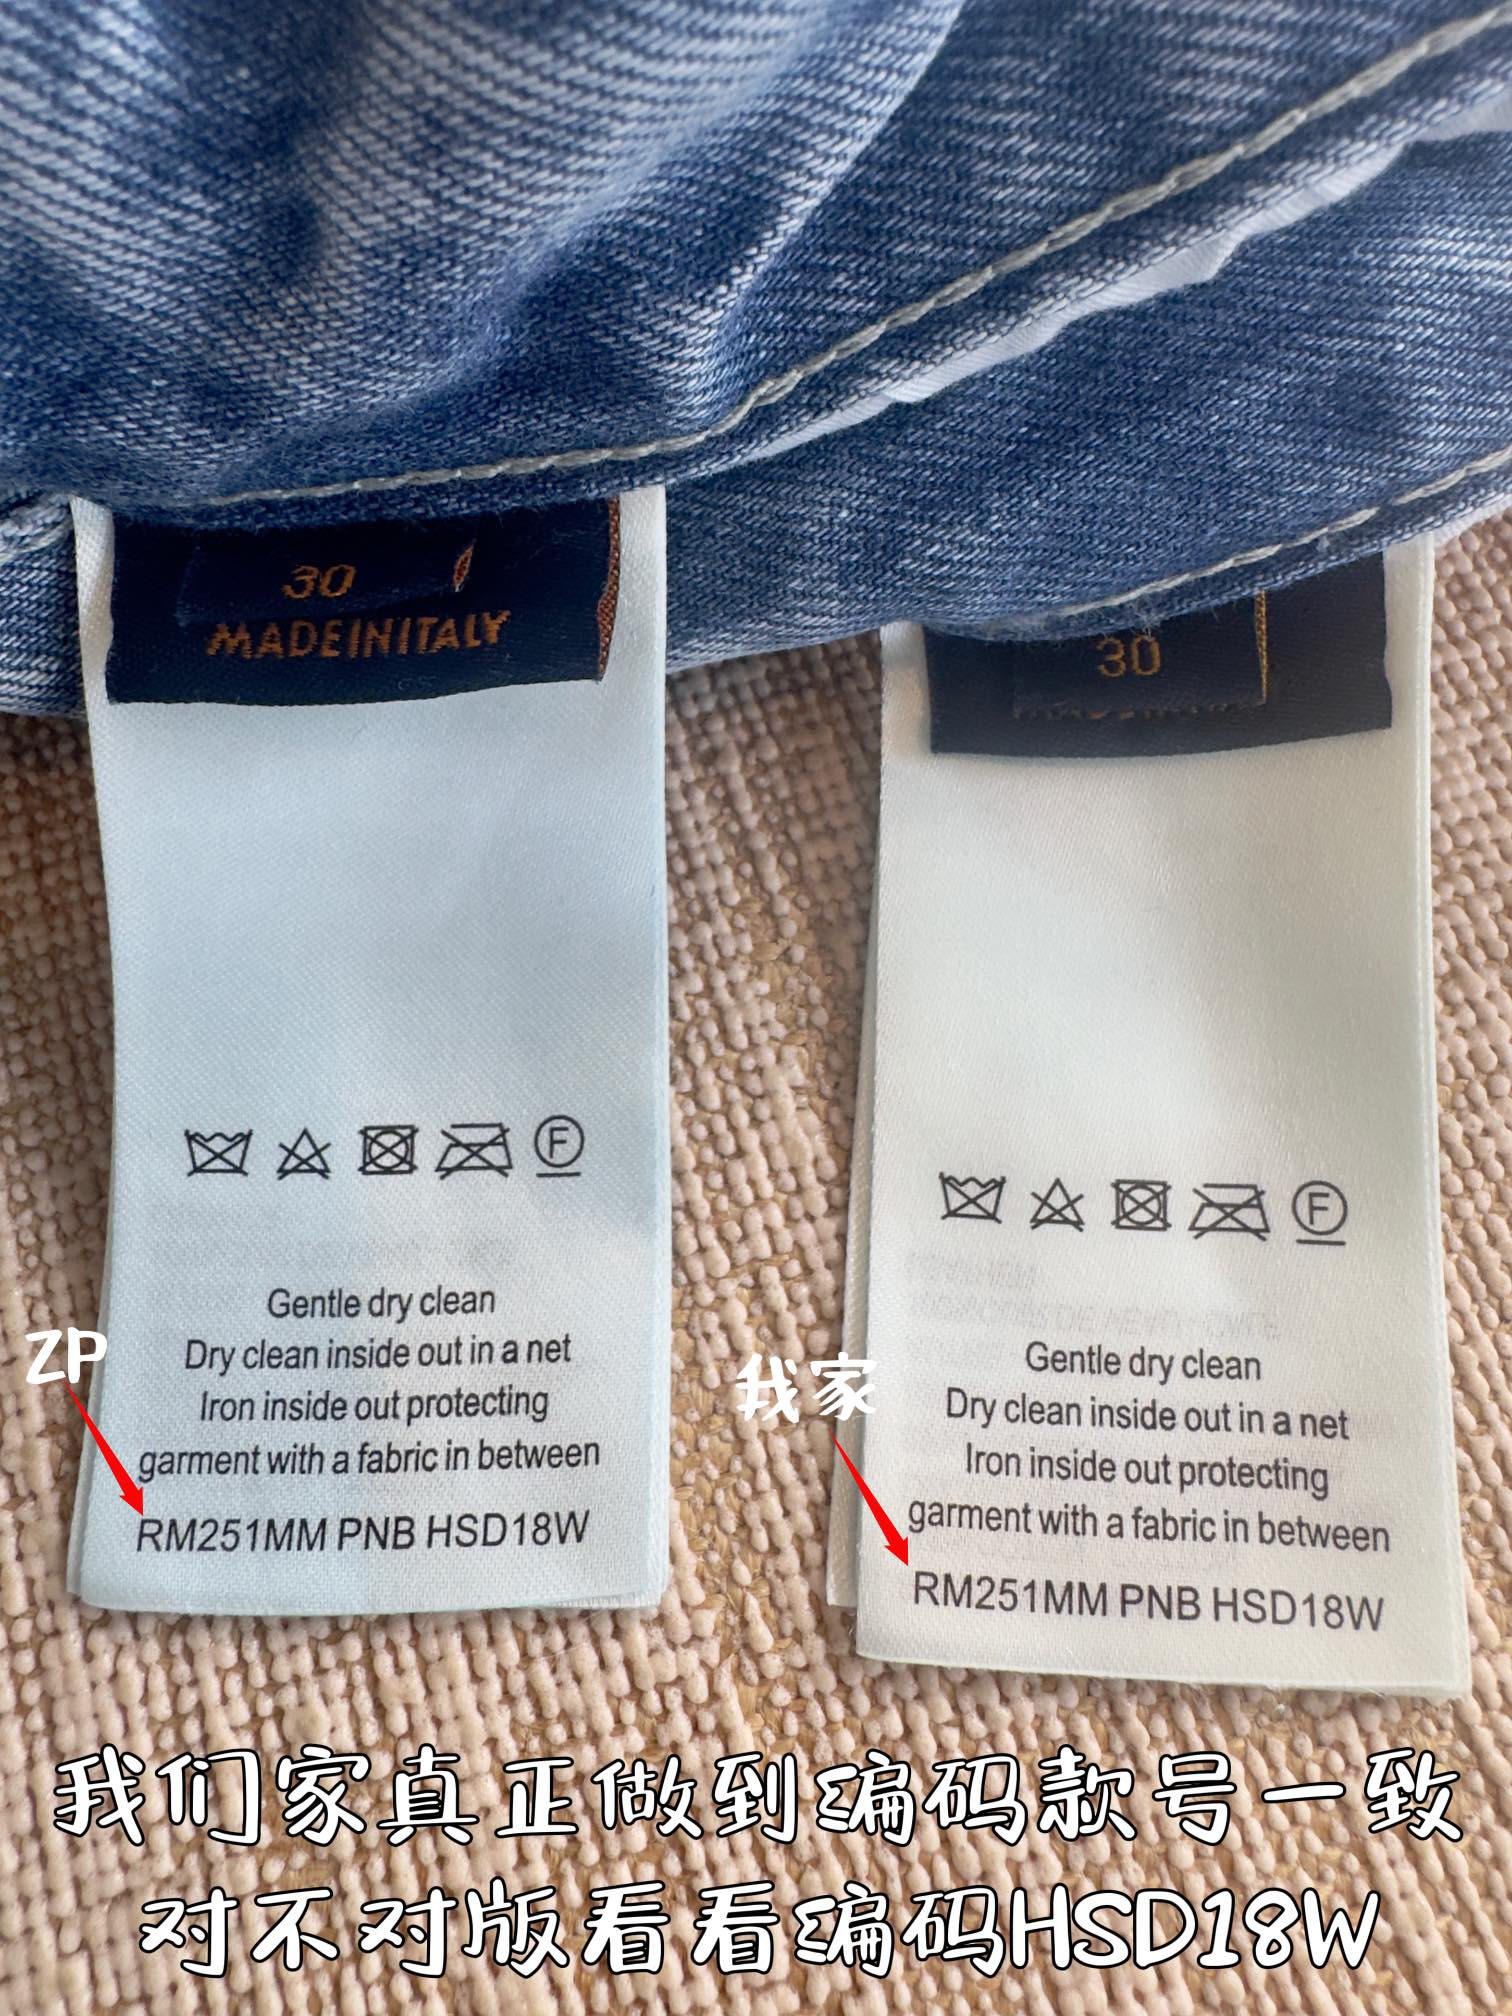 30
MADE IN ITALY
30
Gentle dry clean
Dry clean inside out in a net
Iron inside out protecting
garment with a fabric in between
RM251MM PNB HSD18W
ZP
F
Gentle dry clean
Dry clean inside out in a net
Iron inside out protecting
garment with a fabric in between
RM251MM PNB HSD18W
我家
F
我们家真正做到编码款号一致
对不对版看看编码HSD18W